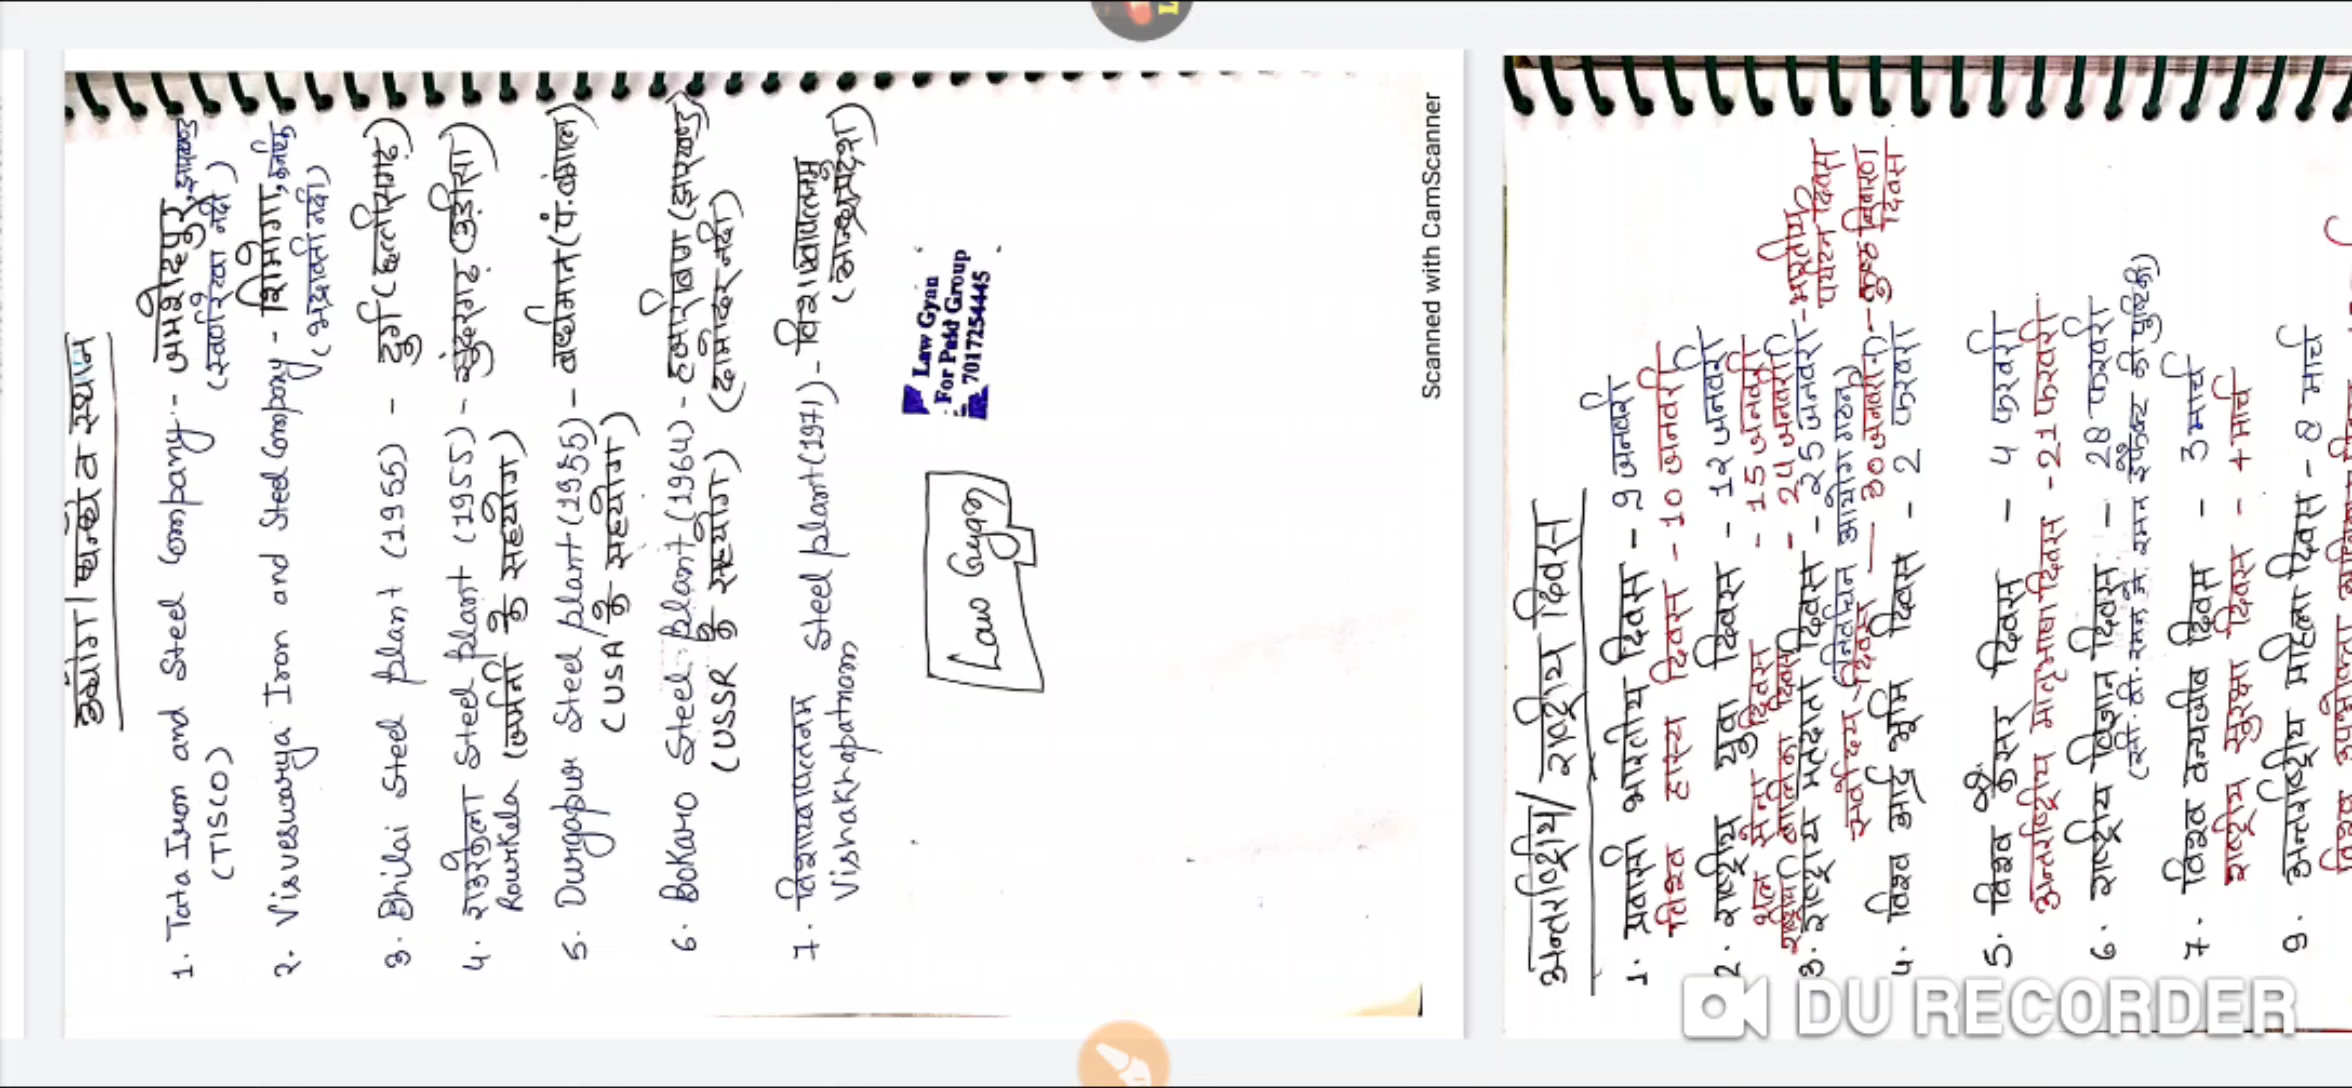 उद्योग / कम्पनी व स्थान
1. Tata Iron and Steel Company - जमशेदपुर, झारखण्ड
(TISCO) (स्वर्णरेखा नदी)
2. Visveswarya Iron and Steel Company - शिमोगा, कर्नाटक
(भद्रावती नदी)
3. Bhilai Steel plant (1955) - दुर्ग (छत्तीसगढ़)
4. राउरकेला Steel plant (1955) - सुंदरगढ़ (उड़ीसा)
Rourkela (जर्मनी के सहयोग)
5. Durgapur Steel plant (1955) - वर्द्धमान (पं. बंगाल)
(USA के सहयोग)
6. Bokaro Steel plant (1964) - हजारीबाग (झारखण्ड)
(USSR के सहयोग) (दामोदर नदी)
7. विशाखापत्तनम Steel plant (1971) - विशाखापत्तनम
Vishakhapatnam (आन्ध्रप्रदेश)
Law Gyan
For Paid Group
7017254445
Law Gyan
Scanned with CamScanner
अन्तर्राष्ट्रीय / राष्ट्रीय दिवस
1. प्रवासी भारतीय दिवस - 9 जनवरी
विश्व हास्य दिवस - 10 जनवरी
2. राष्ट्रीय युवा दिवस - 12 जनवरी
थल सेना दिवस - 15 जनवरी
राष्ट्रीय बालिका दिवस - 24 जनवरी
3. राष्ट्रीय मतदाता दिवस - 25 जनवरी - भारतीय पर्यटन दिवस
(निर्वाचन आयोग गठन)
सर्वोदय दिवस - 30 जनवरी - कुष्ठ निवारण दिवस
4. विश्व आर्द्र भूमि दिवस - 2 फरवरी
5. विश्व कैंसर दिवस - 4 फरवरी
अन्तर्राष्ट्रीय मातृभाषा दिवस - 21 फरवरी
6. राष्ट्रीय विज्ञान दिवस - 28 फरवरी
(सी. वी. रमन ने रमन इफेक्ट की पुष्टि की)
7. विश्व वन्यजीव दिवस - 3 मार्च
राष्ट्रीय सुरक्षा दिवस - 4 मार्च
9. अन्तर्राष्ट्रीय महिला दिवस - 8 मार्च
DU RECORDER